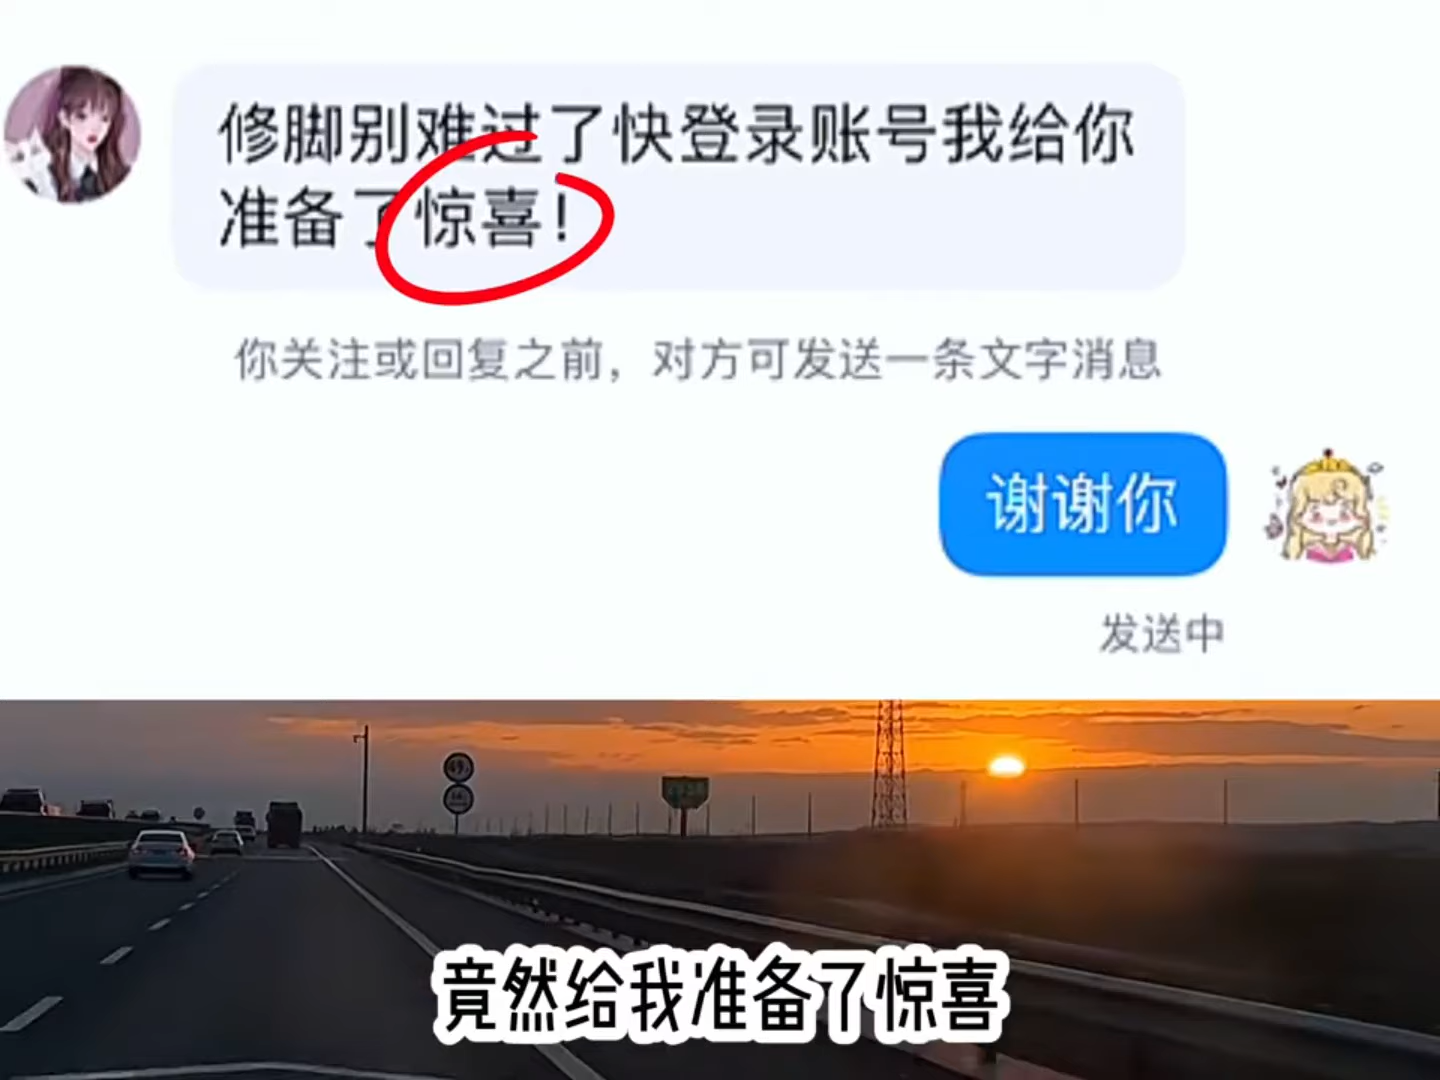 修脚别难过了快登录账号我给你
准备了惊喜!
你关注或回复之前，对方可发送一条文字消息
谢谢你
发送中
竟然给我准备了惊喜